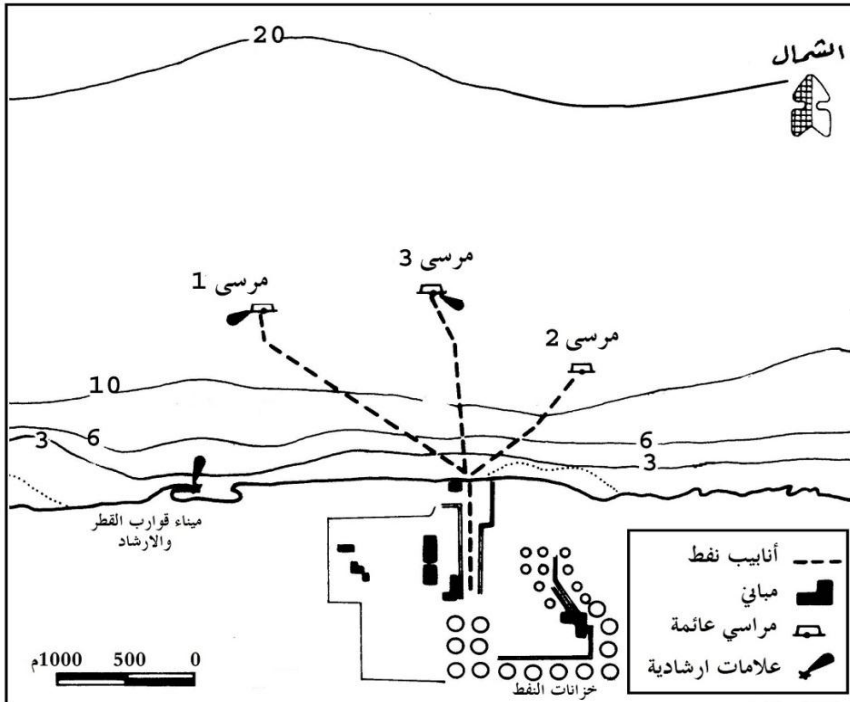 20
الشمال
مرسى 1
مرسى 3
مرسى 2
10
3
6
6
3
ميناء قوارب القطر
والارشاد
أنابيب نفط
مباني
مراسي عائمة
علامات ارشادية
0 500 1000م
خزانات النفط